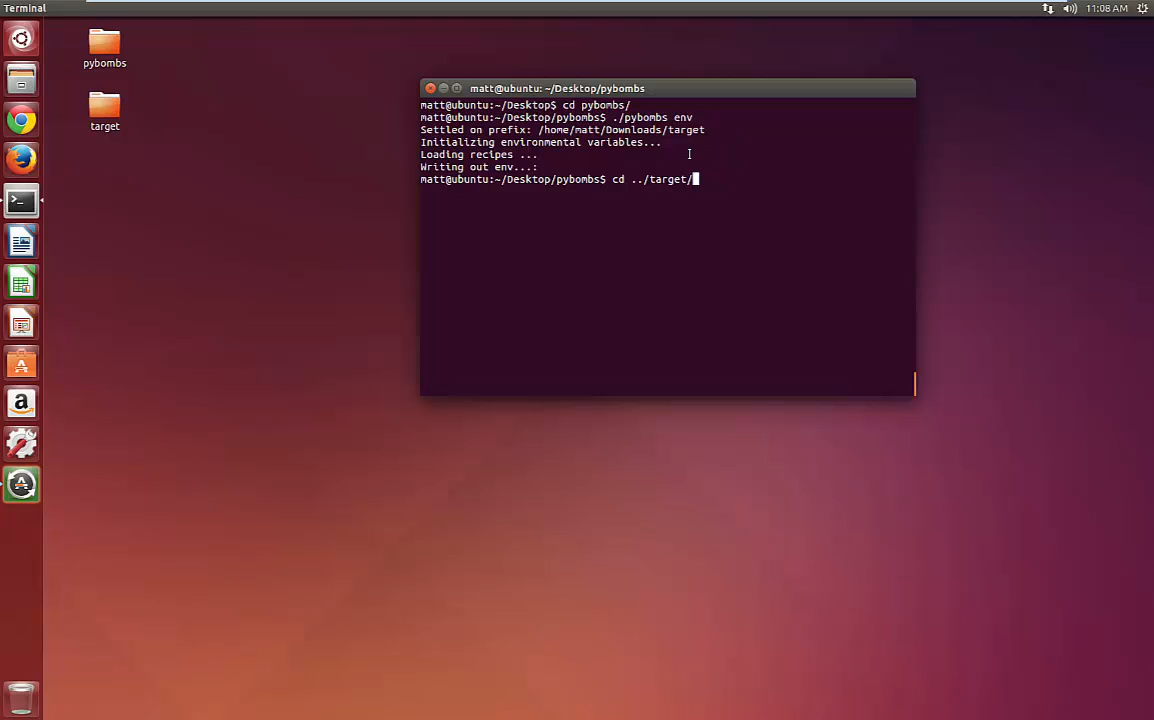 Terminal
11:08 AM
pybombs
target
matt@ubuntu: ~/Desktop/pybombs
matt@ubuntu:~/Desktop$ cd pybombs/
matt@ubuntu:~/Desktop/pybombs$ ./pybombs env
Settled on prefix: /home/matt/Downloads/target
Initializing environmental variables...
Loading recipes ...
Writing out env...:
matt@ubuntu:~/Desktop/pybombs$ cd ../target/